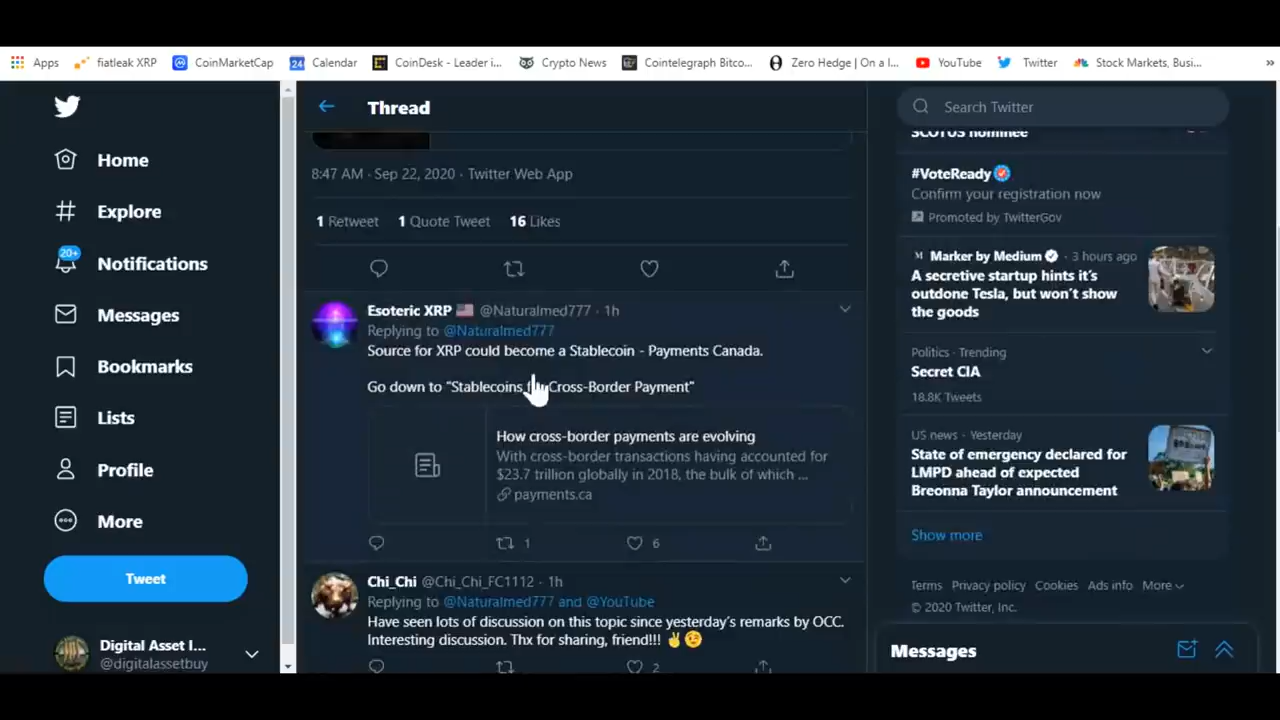 Apps
fiatleak XRP
CoinMarketCap
24
Calendar
CoinDesk - Leader i...
Crypto News
Cointelegraph Bitco...
Zero Hedge | On a l...
YouTube
Twitter
Stock Markets, Busi...
»
Home
Explore
20+
Notifications
Messages
Bookmarks
Lists
Profile
More
Tweet
Digital Asset I...
@digitalassetbuy
Thread
8:47 AM · Sep 22, 2020 · Twitter Web App
1 Retweet 1 Quote Tweet 16 Likes
Esoteric XRP @Naturalmed777 · 1h
Replying to @Naturalmed777
Source for XRP could become a Stablecoin - Payments Canada.
Go down to "Stablecoins Cross-Border Payment"
How cross-border payments are evolving
With cross-border transactions having accounted for
$23.7 trillion globally in 2018, the bulk of which ...
payments.ca
1
6
Chi_Chi @Chi_Chi_FC1112 · 1h
Replying to @Naturalmed777 and @YouTube
Have seen lots of discussion on this topic since yesterday's remarks by OCC.
Interesting discussion. Thx for sharing, friend!!! ✌😉
2
Search Twitter
SCOTUS nominee
#VoteReady
Confirm your registration now
Promoted by TwitterGov
M Marker by Medium · 3 hours ago
A secretive startup hints it's
outdone Tesla, but won't show
the goods
Politics · Trending
Secret CIA
18.8K Tweets
US news · Yesterday
State of emergency declared for
LMPD ahead of expected
Breonna Taylor announcement
Show more
Terms Privacy policy Cookies Ads info More
© 2020 Twitter, Inc.
Messages